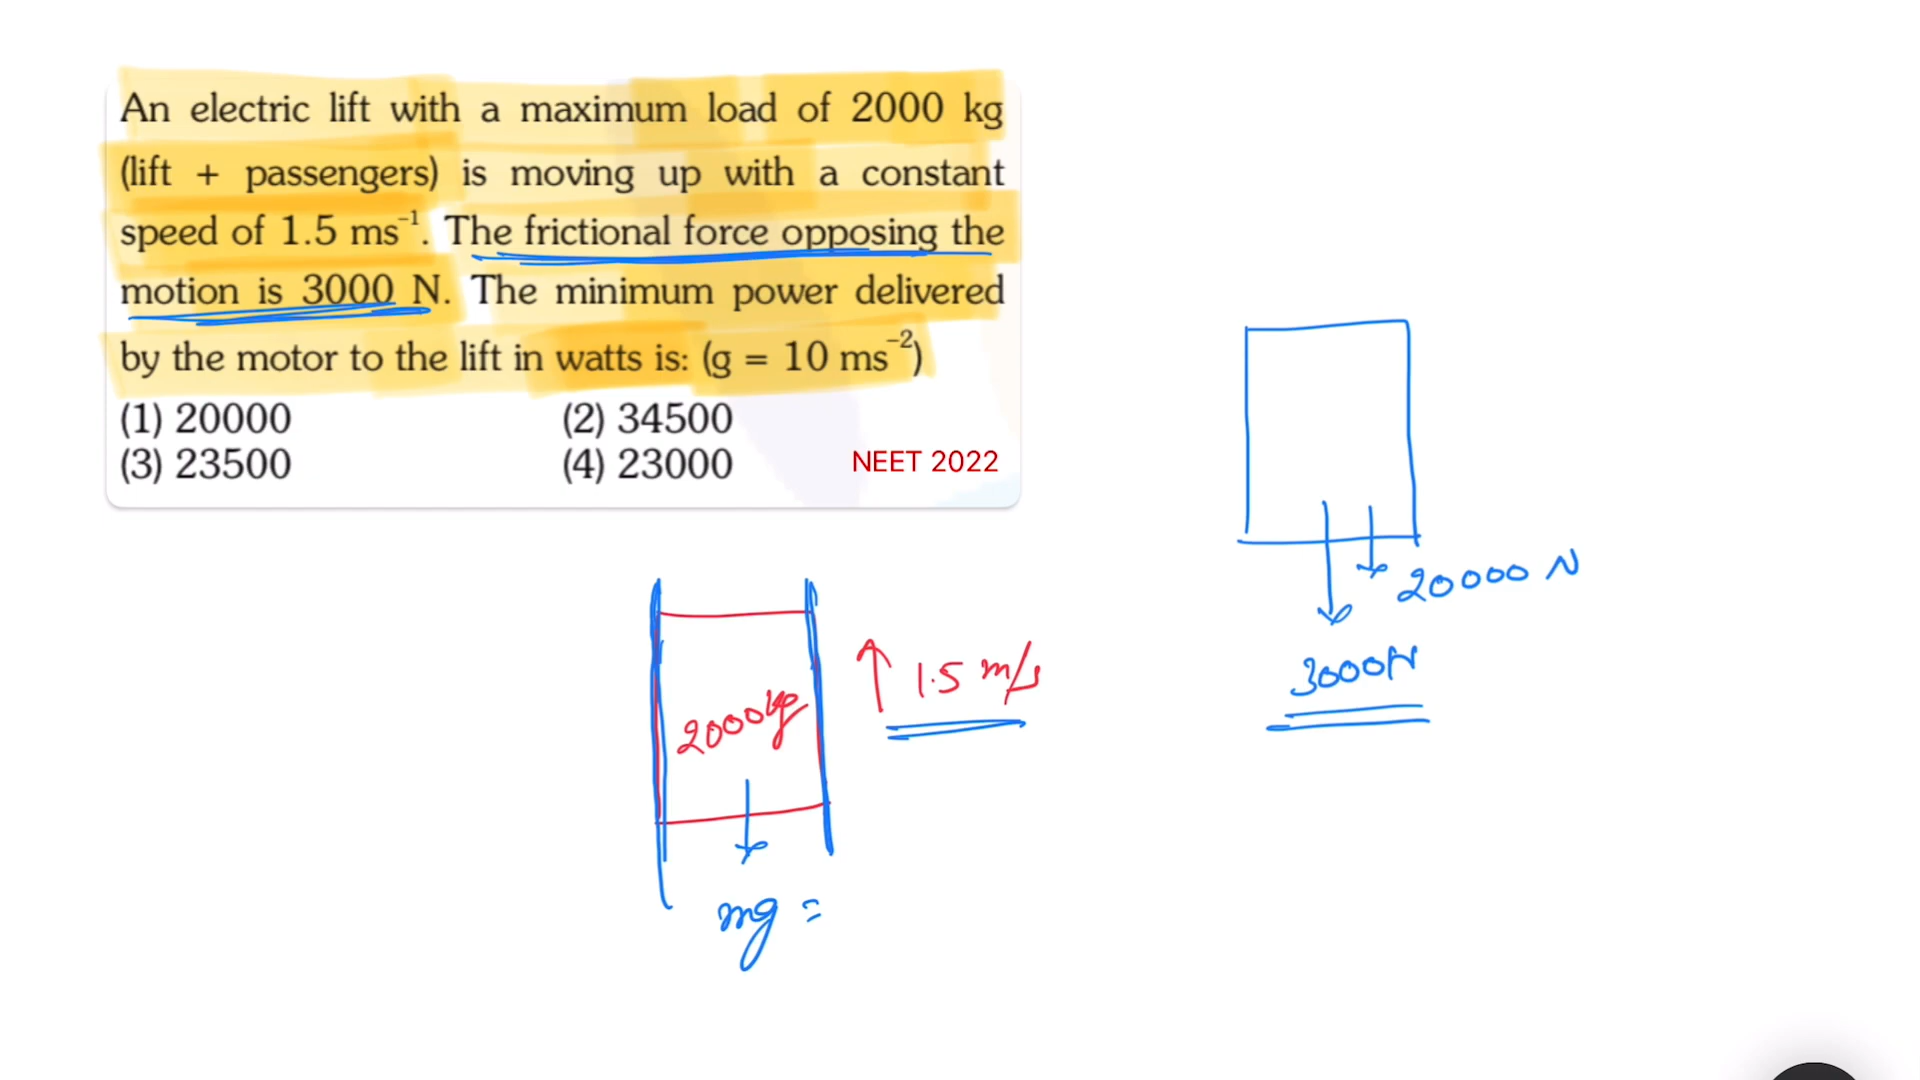 An electric lift with a maximum load of 2000 kg
(lift + passengers) is moving up with a constant
speed of 1.5 ms⁻¹. The frictional force opposing the
motion is 3000 N. The minimum power delivered
by the motor to the lift in watts is: (g = 10 ms⁻²)
(1) 20000 (2) 34500
(3) 23500 (4) 23000
NEET 2022
20000 N
3000N
1.5 m/s
2000kg
mg =